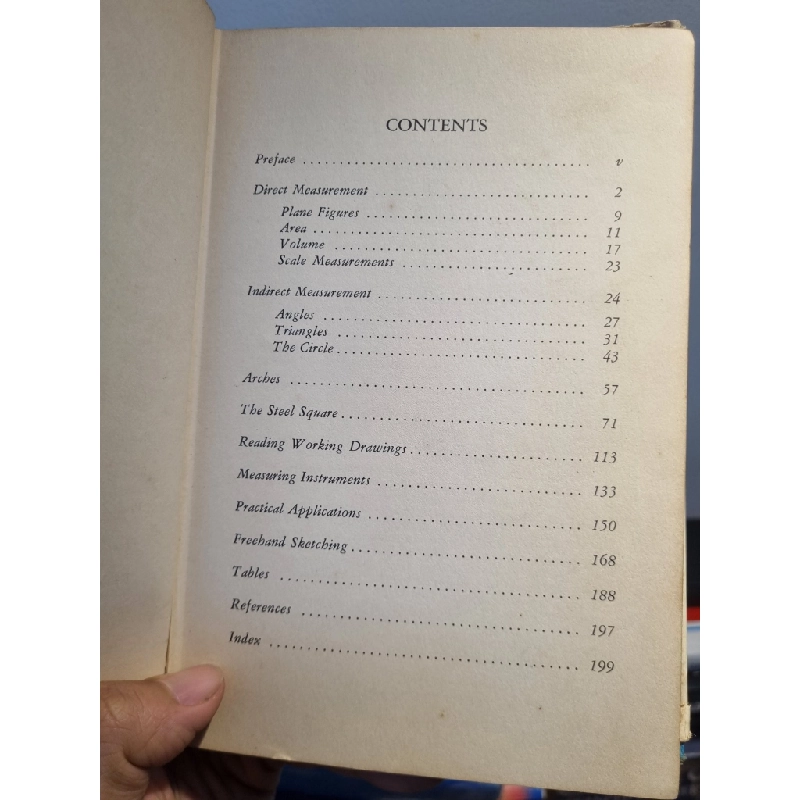 CONTENTS
Preface ........................................ v
Direct Measurement ............................. 2
Plane Figures .............................. 9
Area ...................................... 11
Volume .................................... 17
Scale Measurements ........................ 23
Indirect Measurement ........................... 24
Angles .................................... 27
Triangles ................................. 31
The Circle ................................ 43
Arches ......................................... 57
The Steel Square ............................... 71
Reading Working Drawings ....................... 113
Measuring Instruments .......................... 133
Practical Applications ......................... 150
Freehand Sketching ............................. 168
Tables ......................................... 188
References ..................................... 197
Index .......................................... 199